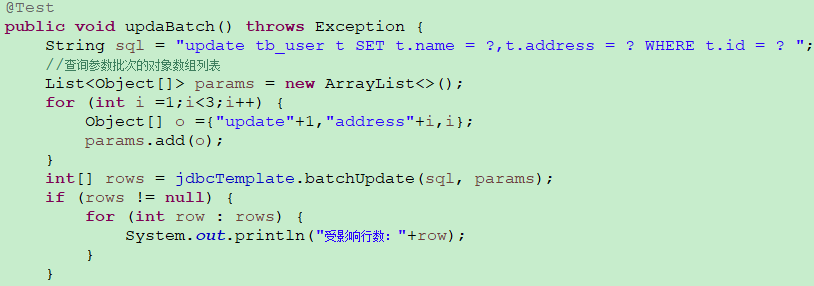 @Test
public void updaBatch() throws Exception {
    String sql = "update tb_user t SET t.name = ?,t.address = ? WHERE t.id = ? ";
    //查询参数批次的对象数组列表
    List<Object[]> params = new ArrayList<>();
    for (int i =1;i<3;i++) {
        Object[] o ={"update"+1,"address"+i,i};
        params.add(o);
    }
    int[] rows = jdbcTemplate.batchUpdate(sql, params);
    if (rows != null) {
        for (int row : rows) {
            System.out.println("受影响行数："+row);
        }
    }